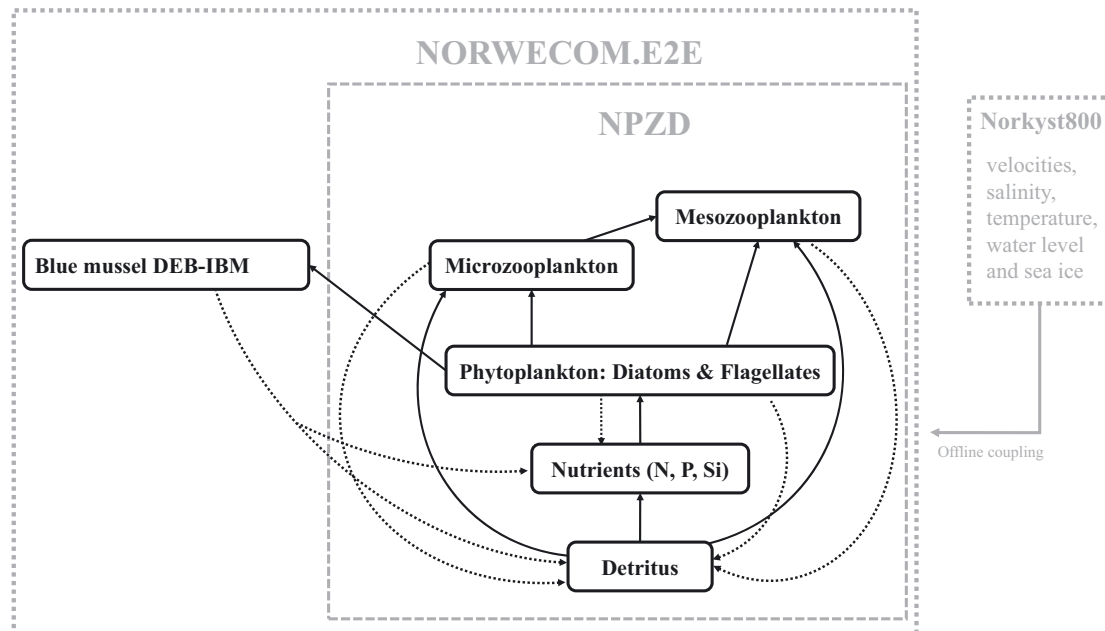 NORWECOM.E2E
NPZD
Norkyst800
velocities,
salinity,
temperature,
water level
and sea ice
Mesozooplankton
Microzooplankton
Blue mussel DEB-IBM
Phytoplankton: Diatoms & Flagellates
Offline coupling
Nutrients (N, P, Si)
Detritus